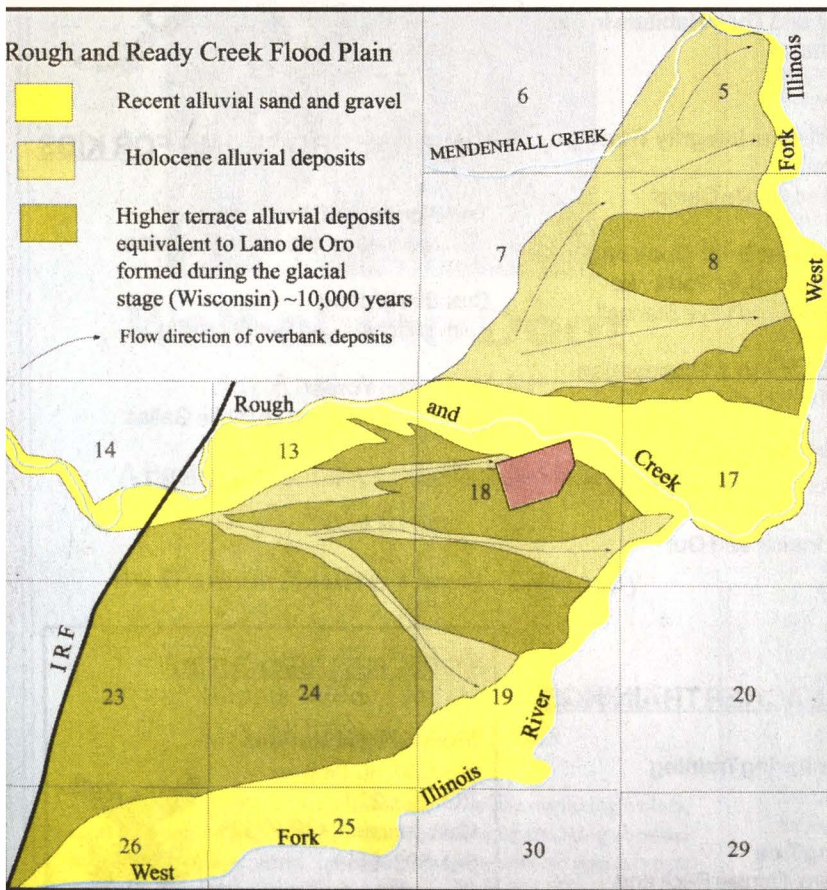 Rough and Ready Creek Flood Plain
Recent alluvial sand and gravel
Holocene alluvial deposits
Higher terrace alluvial deposits
equivalent to Lano de Oro
formed during the glacial
stage (Wisconsin) ~10,000 years
Flow direction of overbank deposits
6
5
Illinois
MENDENHALL CREEK
Fork
7
8
West
Rough
and
14
13
18
Creek
17
IRF
23
24
19
River
20
Illinois
26
West
Fork
25
30
29